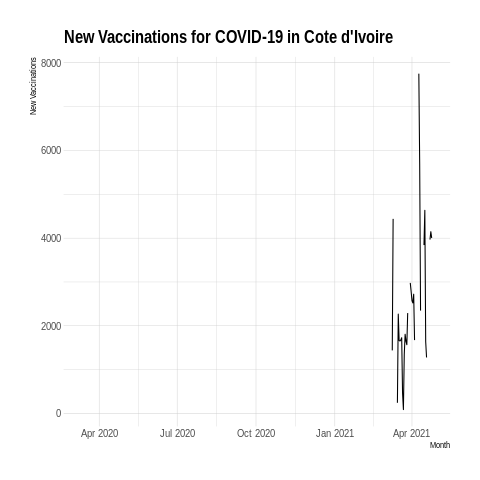 New Vaccinations for COVID-19 in Cote d'Ivoire
New Vaccinations
8000
6000
4000
2000
0
Apr 2020 Jul 2020 Oct 2020 Jan 2021 Apr 2021
Month